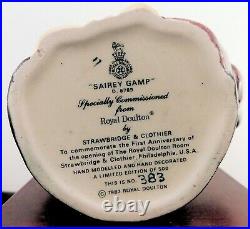 "SAIREY GAMP"
D. 6789
Specially Commissioned
from
Royal Doulton®
by
STRAWBRIDGE & CLOTHIER
To commemorate the First Anniversary of
the opening of The Royal Doulton Room
Strawbridge & Clothier, Philadelphia, U.S.A.
HAND MODELLED AND HAND DECORATED
A LIMITED EDITION OF 500
THIS IS NO. 383
© 1983 ROYAL DOULTON